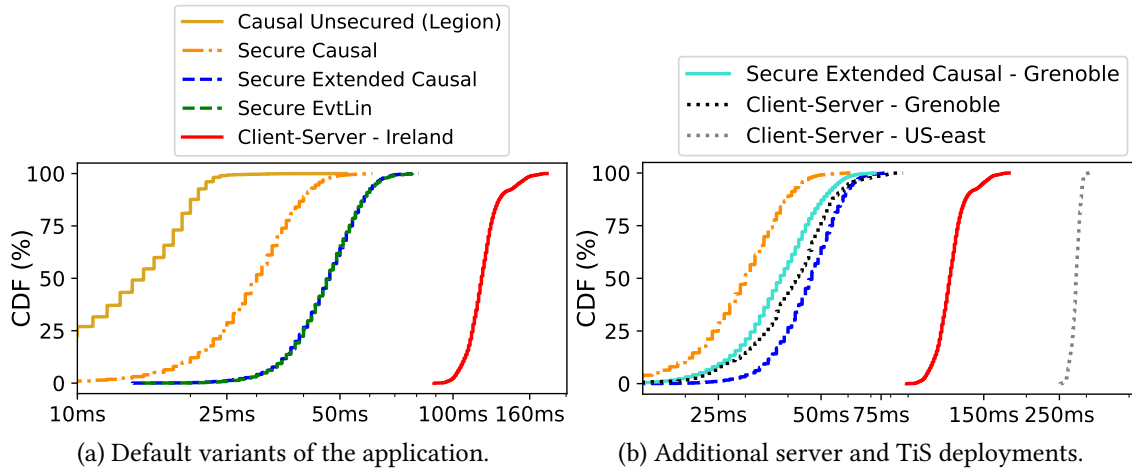 Causal Unsecured (Legion)
Secure Causal
Secure Extended Causal
Secure EvtLin
Client-Server - Ireland
CDF (%)
100
75
50
25
0
10ms 25ms 50ms 100ms 160ms
(a) Default variants of the application.
Secure Extended Causal - Grenoble
Client-Server - Grenoble
Client-Server - US-east
CDF (%)
100
75
50
25
0
25ms 50ms 75ms 150ms 250ms
(b) Additional server and TiS deployments.